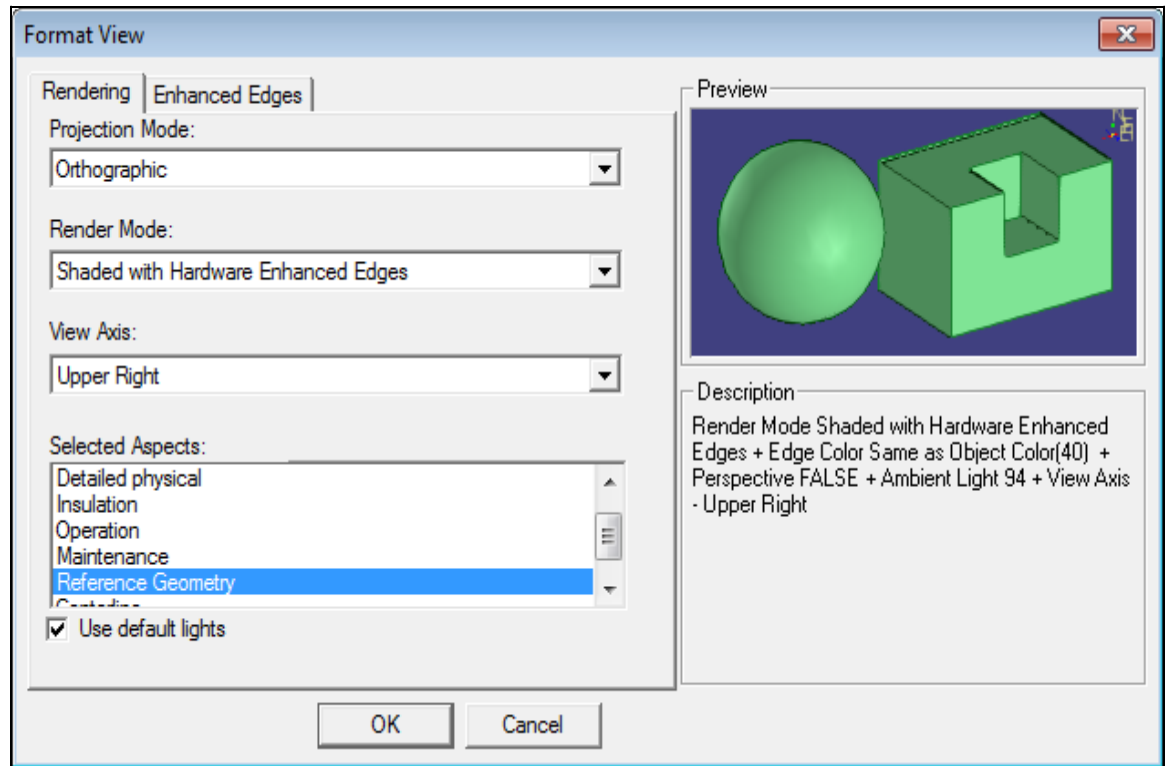 Format View
Rendering
Enhanced Edges
Projection Mode:
Orthographic
Render Mode:
Shaded with Hardware Enhanced Edges
View Axis:
Upper Right
Selected Aspects:
Detailed physical
Insulation
Operation
Maintenance
Reference Geometry
Use default lights
Preview
Description
Render Mode Shaded with Hardware Enhanced
Edges + Edge Color Same as Object Color(40) +
Perspective FALSE + Ambient Light 94 + View Axis
- Upper Right
OK
Cancel